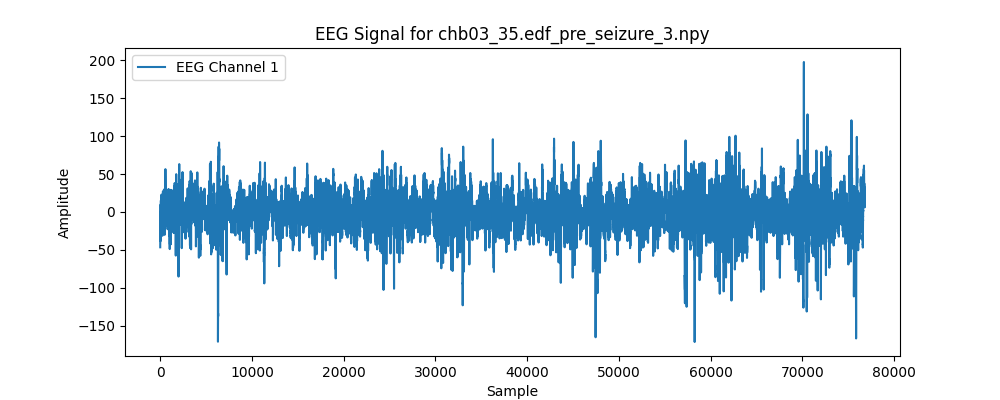 EEG Signal for chb03_35.edf_pre_seizure_3.npy
EEG Channel 1
200
150
100
50
0
−50
−100
−150
Amplitude
0 10000 20000 30000 40000 50000 60000 70000 80000
Sample